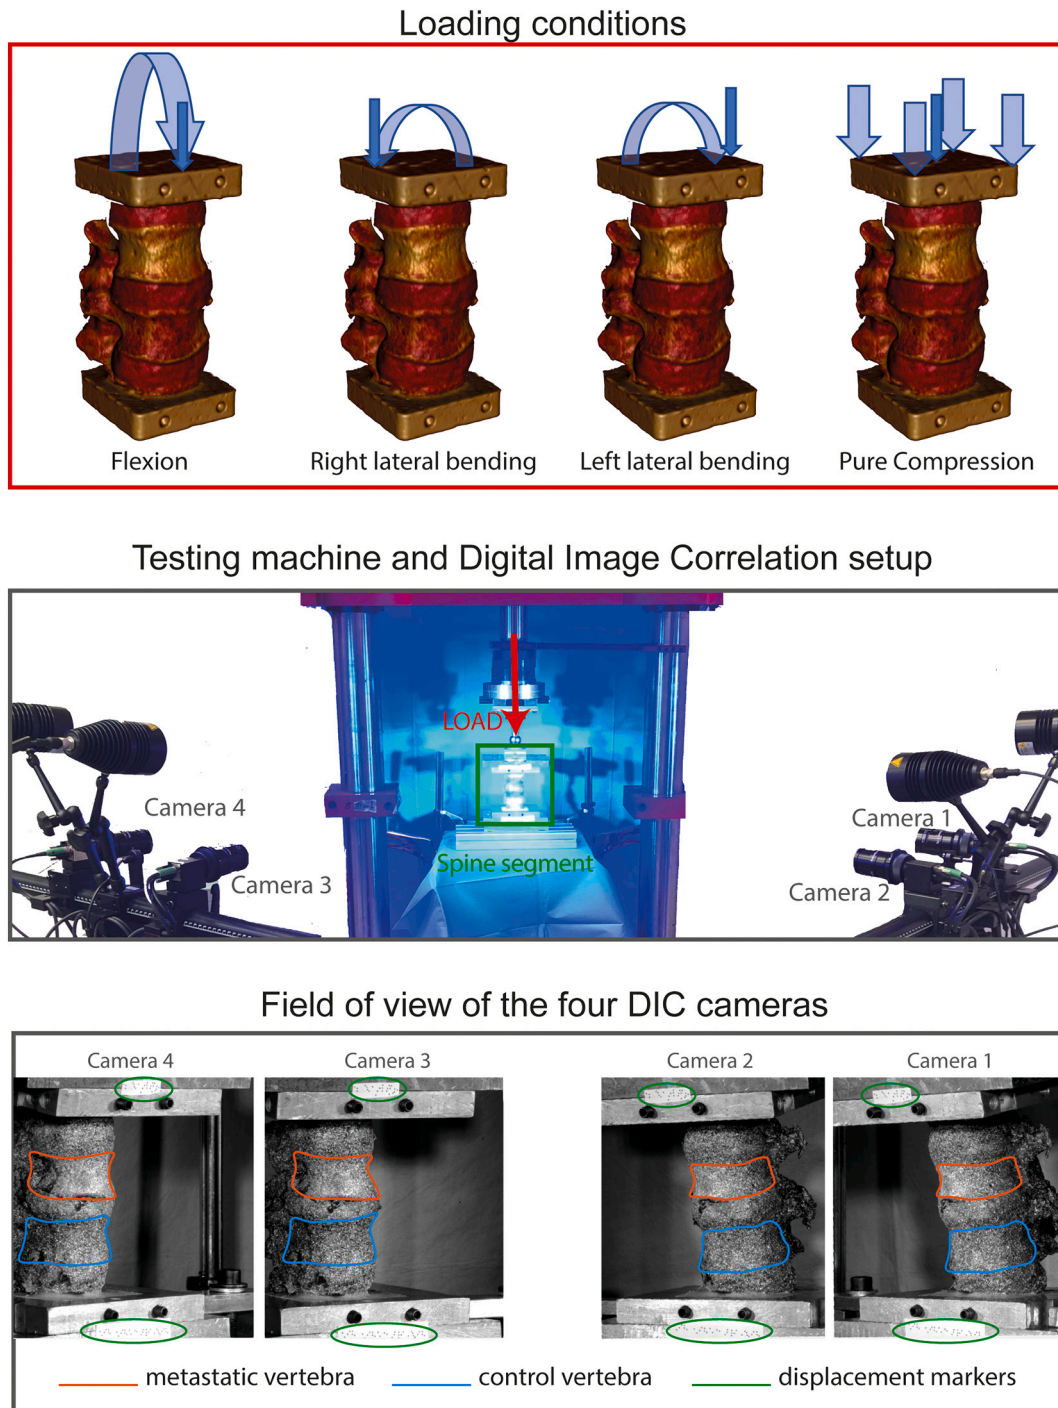 Loading conditions
Flexion
Right lateral bending
Left lateral bending
Pure Compression
Testing machine and Digital Image Correlation setup
LOAD
Camera 4
Camera 3
Camera 1
Camera 2
Spine segment
Field of view of the four DIC cameras
Camera 4
Camera 3
Camera 2
Camera 1
metastatic vertebra
control vertebra
displacement markers